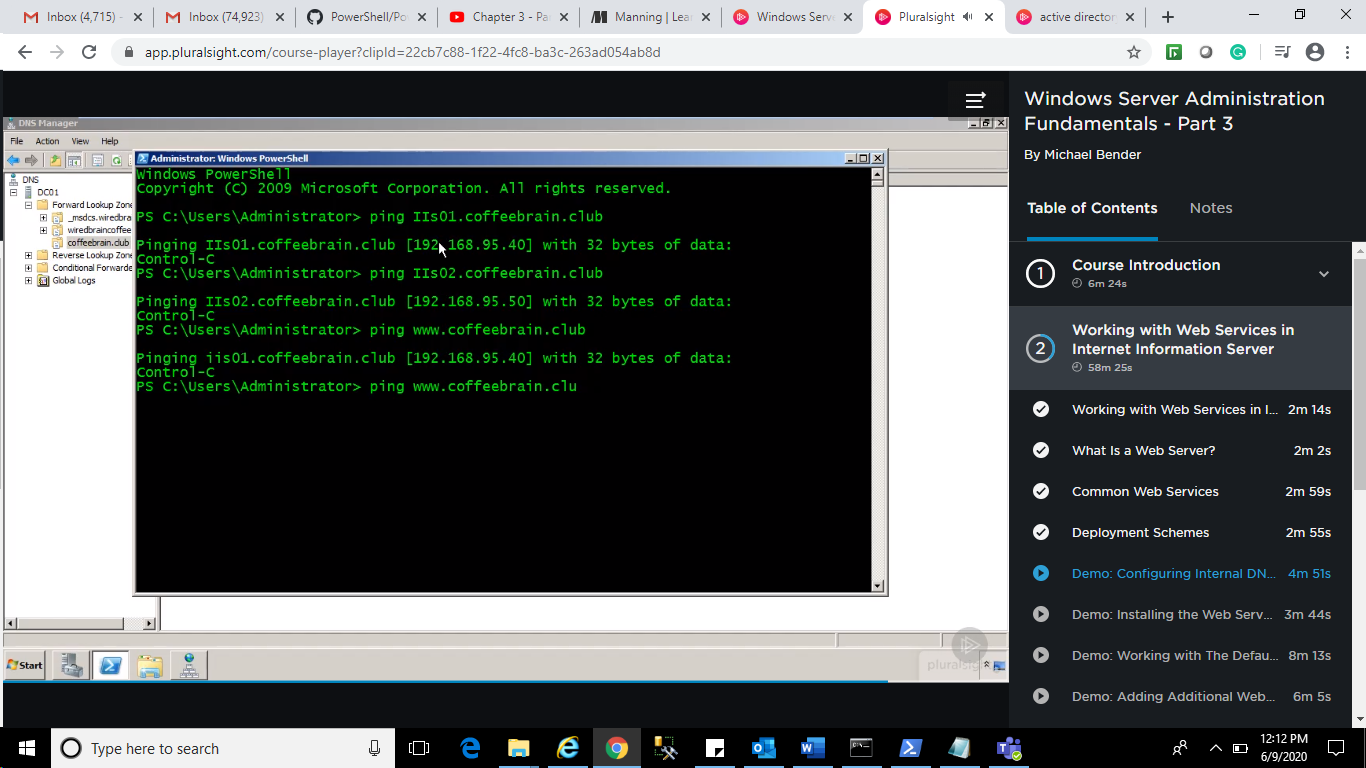 Inbox (4,715) -
Inbox (74,923)
PowerShell/Po
Chapter 3 - Pa
Manning | Lea
Windows Serve
Pluralsight
active director
app.pluralsight.com/course-player?clipId=22cb7c88-1f22-4fc8-ba3c-263ad054ab8d
DNS Manager
File Action View Help
DNS
DC01
Forward Lookup Zone
_msdcs.wiredbra
wiredbraincoffee
coffeebrain.club
Reverse Lookup Zone
Conditional Forwarde
Global Logs
Administrator: Windows PowerShell
Windows PowerShell
Copyright (C) 2009 Microsoft Corporation. All rights reserved.
PS C:\Users\Administrator> ping IIs01.coffeebrain.club
Pinging IIs01.coffeebrain.club [192.168.95.40] with 32 bytes of data:
Control-C
PS C:\Users\Administrator> ping IIs02.coffeebrain.club
Pinging IIs02.coffeebrain.club [192.168.95.50] with 32 bytes of data:
Control-C
PS C:\Users\Administrator> ping www.coffeebrain.club
Pinging iis01.coffeebrain.club [192.168.95.40] with 32 bytes of data:
Control-C
PS C:\Users\Administrator> ping www.coffeebrain.clu
Start
pluralsight
Windows Server Administration
Fundamentals - Part 3
By Michael Bender
Table of Contents
Notes
1
Course Introduction
6m 24s
2
Working with Web Services in
Internet Information Server
58m 25s
Working with Web Services in I... 2m 14s
What Is a Web Server? 2m 2s
Common Web Services 2m 59s
Deployment Schemes 2m 55s
Demo: Configuring Internal DN... 4m 51s
Demo: Installing the Web Serv... 3m 44s
Demo: Working with The Defau... 8m 13s
Demo: Adding Additional Web... 6m 5s
Type here to search
12:12 PM
6/9/2020